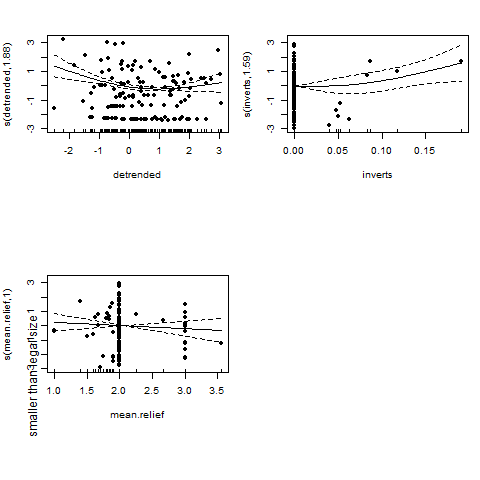 s(detrended,1.88)
3
1
-1
-3
-2 -1 0 1 2 3
detrended
s(inverts,1.59)
3
1
-1
-3
0.00 0.05 0.10 0.15
inverts
s(mean.relief,1)
smaller than legal size
3
1
-3
1.0 1.5 2.0 2.5 3.0 3.5
mean.relief